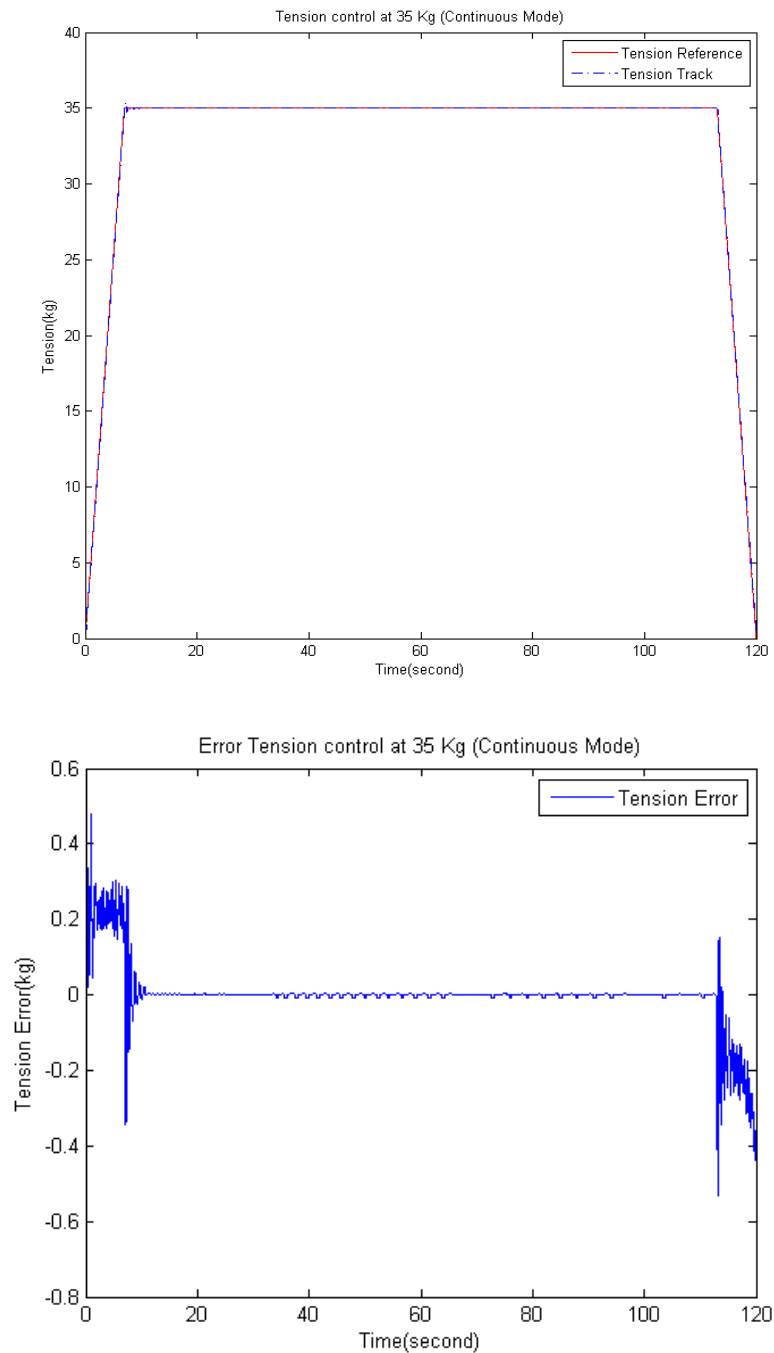 Tension control at 35 Kg (Continuous Mode)
Tension Reference
Tension Track
40
35
30
25
20
15
10
5
0
Tension(kg)
0 20 40 60 80 100 120
Time(second)
Error Tension control at 35 Kg (Continuous Mode)
Tension Error
0.6
0.4
0.2
0
-0.2
-0.4
-0.6
-0.8
Tension Error(kg)
0 20 40 60 80 100 120
Time(second)